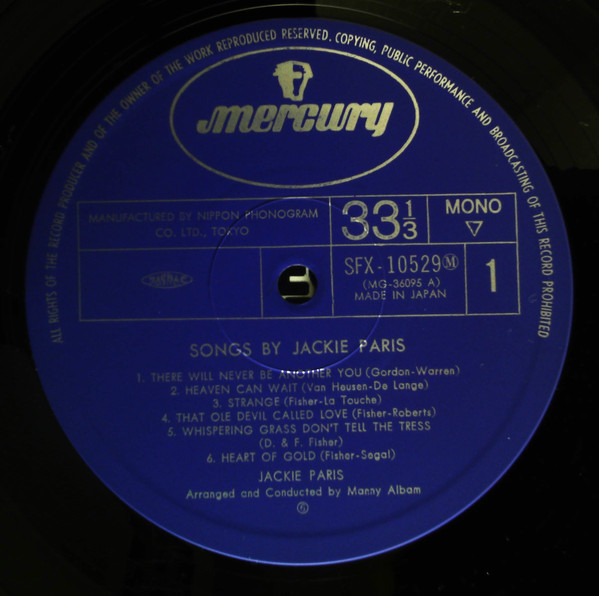 ALL RIGHTS OF THE RECORD PRODUCER AND OF THE OWNER OF THE WORK REPRODUCED RESERVED. COPYING, PUBLIC PERFORMANCE AND BROADCASTING OF THIS RECORD PROHIBITED
mercury
MANUFACTURED BY NIPPON PHONOGRAM
CO. LTD., TOKYO
33 1/3
MONO
▽
SFX-10529 Ⓜ
(MG-36095 A)
MADE IN JAPAN
1
SONGS BY JACKIE PARIS
1. THERE WILL NEVER BE ANOTHER YOU (Gordon-Warren)
2. HEAVEN CAN WAIT (Van Heusen-De Lange)
3. STRANGE (Fisher-La Touche)
4. THAT OLE DEVIL CALLED LOVE (Fisher-Roberts)
5. WHISPERING GRASS DON'T TELL THE TRESS
(D. & F. Fisher)
6. HEART OF GOLD (Fisher-Segal)
JACKIE PARIS
Arranged and Conducted by Manny Albam